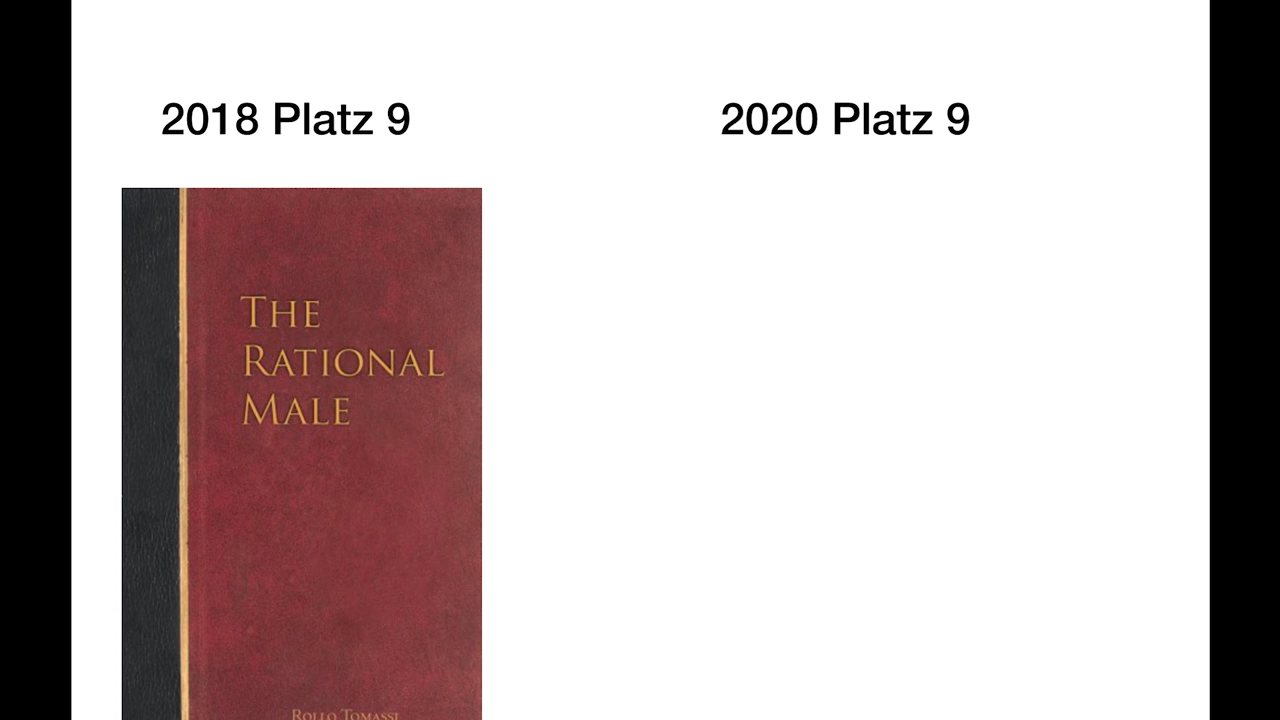 2018 Platz 9
2020 Platz 9
The
Rational
Male
Rollo Tomassi